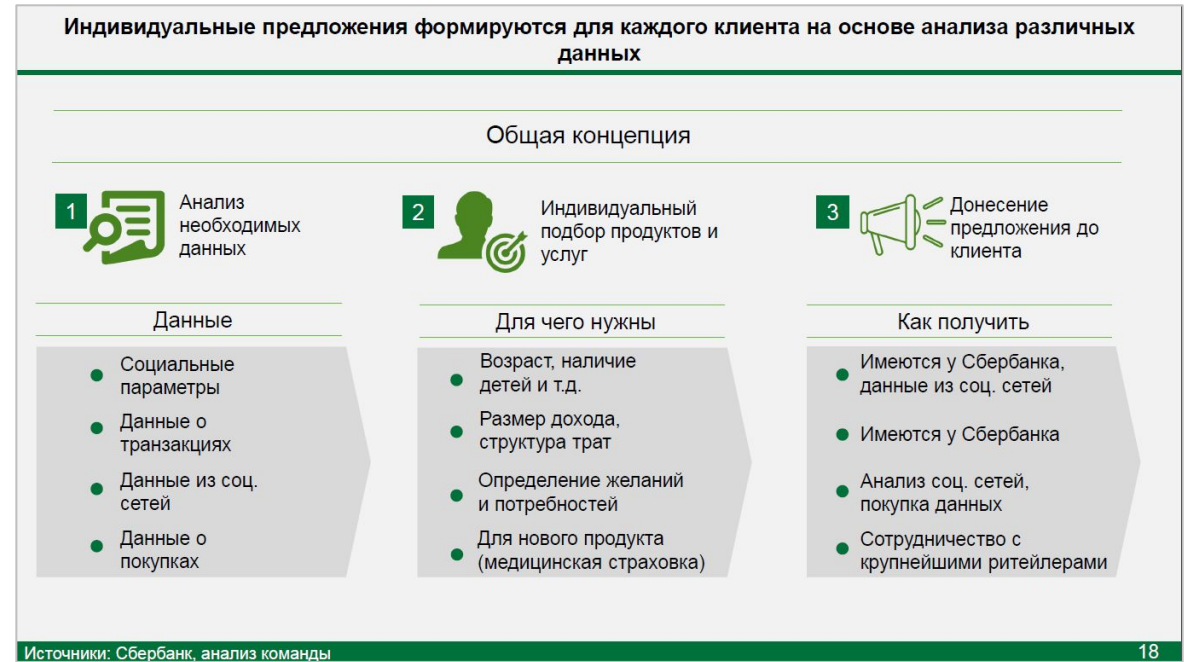 Индивидуальные предложения формируются для каждого клиента на основе анализа различных
данных
Общая концепция
1
Анализ
необходимых
данных
2
Индивидуальный
подбор продуктов и
услуг
3
Донесение
предложения до
клиента
Данные
Социальные
параметры
Данные о
транзакциях
Данные из соц.
сетей
Данные о
покупках
Для чего нужны
Возраст, наличие
детей и т.д.
Размер дохода,
структура трат
Определение желаний
и потребностей
Для нового продукта
(медицинская страховка)
Как получить
Имеются у Сбербанка,
данные из соц. сетей
Имеются у Сбербанка
Анализ соц. сетей,
покупка данных
Сотрудничество с
крупнейшими ритейлерами
Источники: Сбербанк, анализ команды
18